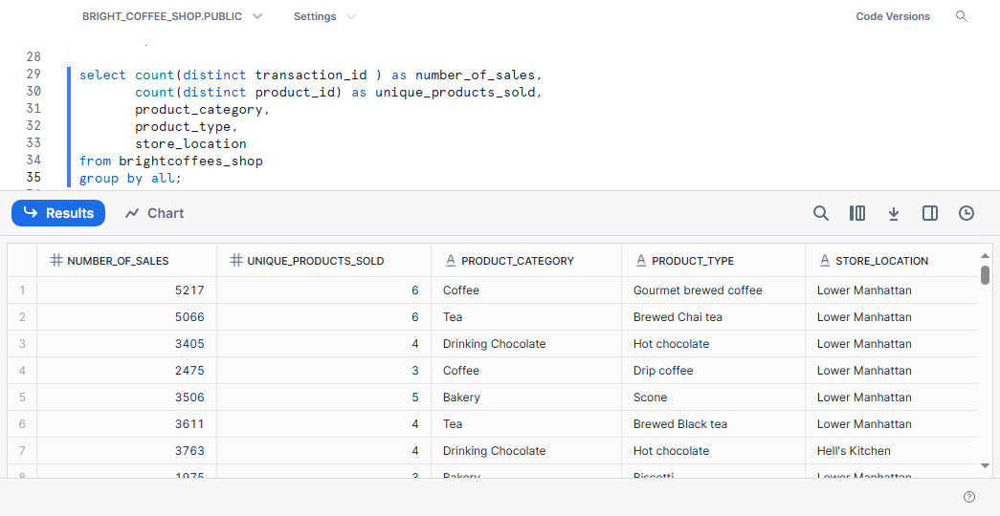 BRIGHT_COFFEE_SHOP.PUBLIC Settings Code Versions
28
29 select count(distinct transaction_id ) as number_of_sales,
30 count(distinct product_id) as unique_products_sold,
31 product_category,
32 product_type,
33 store_location
34 from brightcoffees_shop
35 group by all;
Results Chart
NUMBER_OF_SALES UNIQUE_PRODUCTS_SOLD PRODUCT_CATEGORY PRODUCT_TYPE STORE_LOCATION
1 5217 6 Coffee Gourmet brewed coffee Lower Manhattan
2 5066 6 Tea Brewed Chai tea Lower Manhattan
3 3405 4 Drinking Chocolate Hot chocolate Lower Manhattan
4 2475 3 Coffee Drip coffee Lower Manhattan
5 3506 5 Bakery Scone Lower Manhattan
6 3611 4 Tea Brewed Black tea Lower Manhattan
7 3763 4 Drinking Chocolate Hot chocolate Hell's Kitchen
8 1975 3 Bakery Biscotti Lower Manhattan